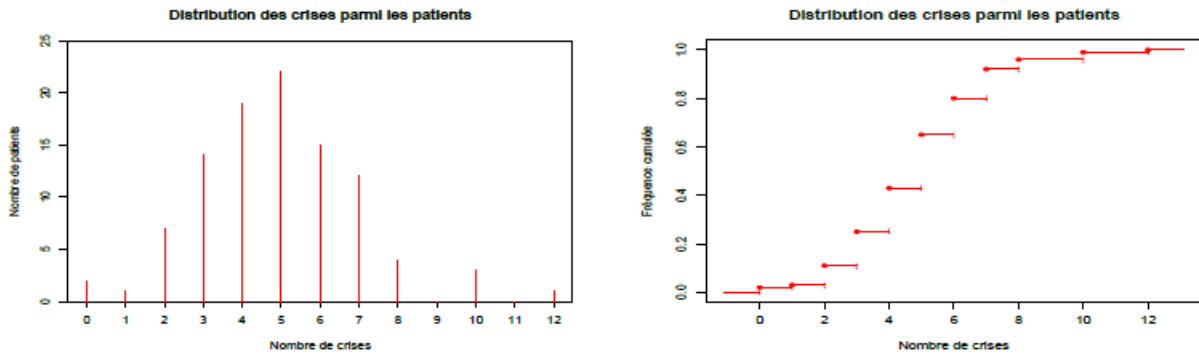 Distribution des crises parmi les patients
Nombre de patients
25
20
15
10
5
0
0 1 2 3 4 5 6 7 8 9 10 11 12
Nombre de crises
Distribution des crises parmi les patients
Fréquence cumulée
1.0
0.8
0.6
0.4
0.2
0.0
0 2 4 6 8 10 12
Nombre de crises